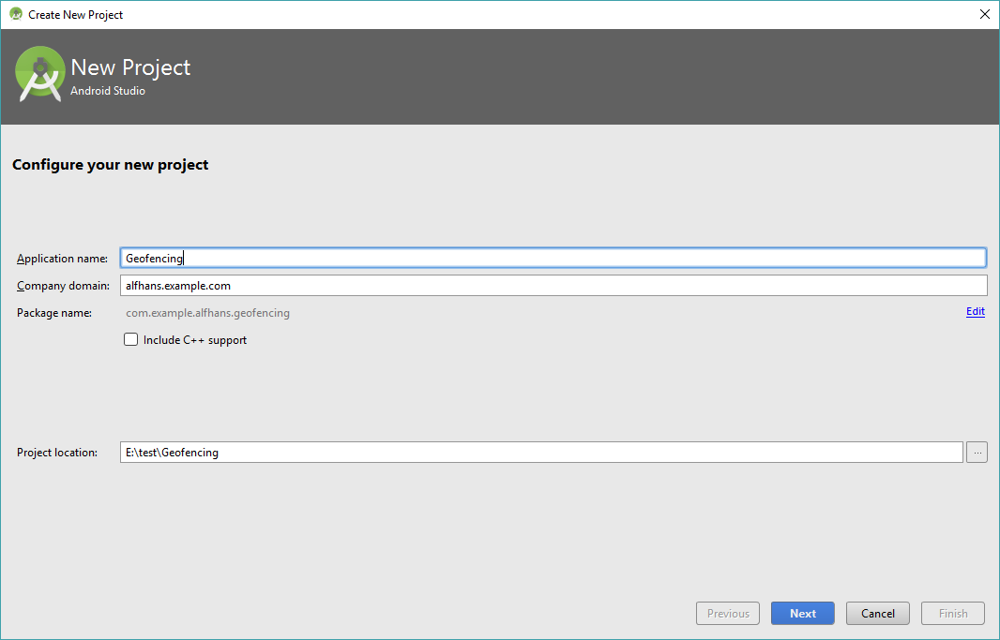 Create New Project
New Project
Android Studio
Configure your new project
Application name: Geofencing
Company domain: alfhans.example.com
Package name: com.example.alfhans.geofencing Edit
Include C++ support
Project location: E:\test\Geofencing ...
Previous Next Cancel Finish